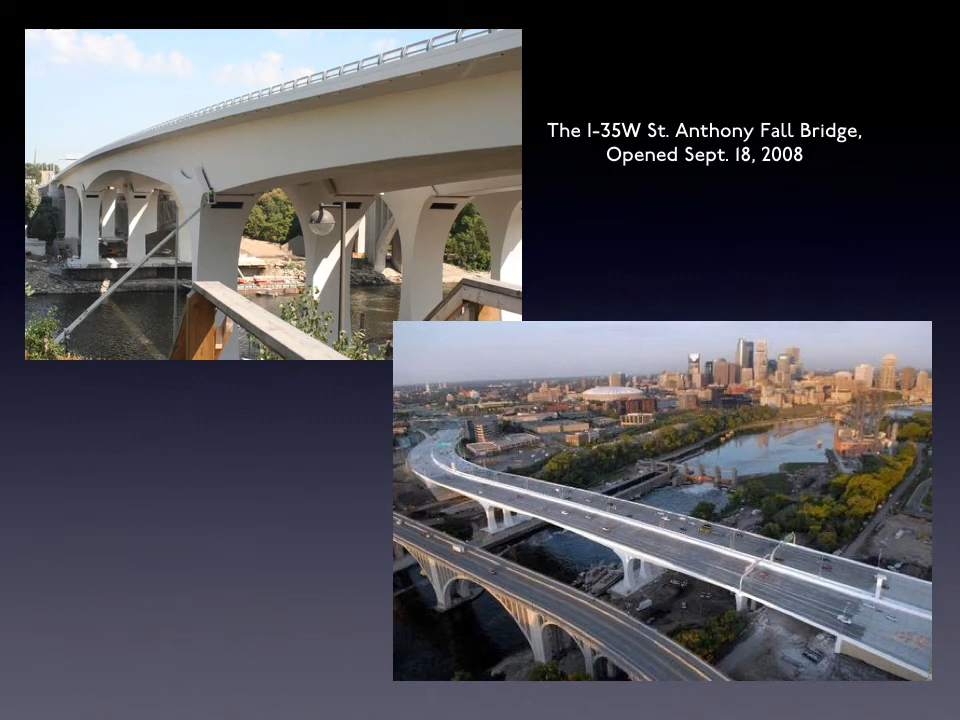 The I-35W St. Anthony Fall Bridge,
Opened Sept. 18, 2008